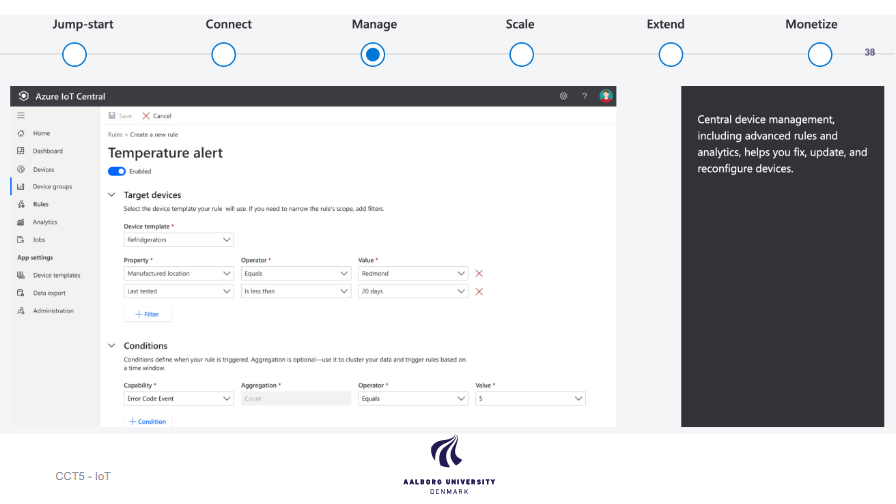 Jump-start Connect Manage Scale Extend Monetize
38
Azure IoT Central
?
Save Cancel
Home
Dashboard
Devices
Device groups
Rules
Analytics
Jobs
App settings
Device templates
Data export
Administration
Rules > Create a new rule
Temperature alert
Enabled
Target devices
Select the device template your rule will use. If you need to narrow the rule's scope, add filters.
Device template *
Refridgerators
Property * Operator * Value *
Manufactured location Equals Redmond
Last tested Is less than 20 days
+ Filter
Conditions
Conditions define when your rule is triggered. Aggregation is optional—use it to cluster your data and trigger rules based on
a time window.
Capability * Aggregation * Operator * Value *
Error Code Event Count Equals 5
+ Condition
Central device management,
including advanced rules and
analytics, helps you fix, update, and
reconfigure devices.
CCT5 - IoT
AALBORG UNIVERSITY
DENMARK